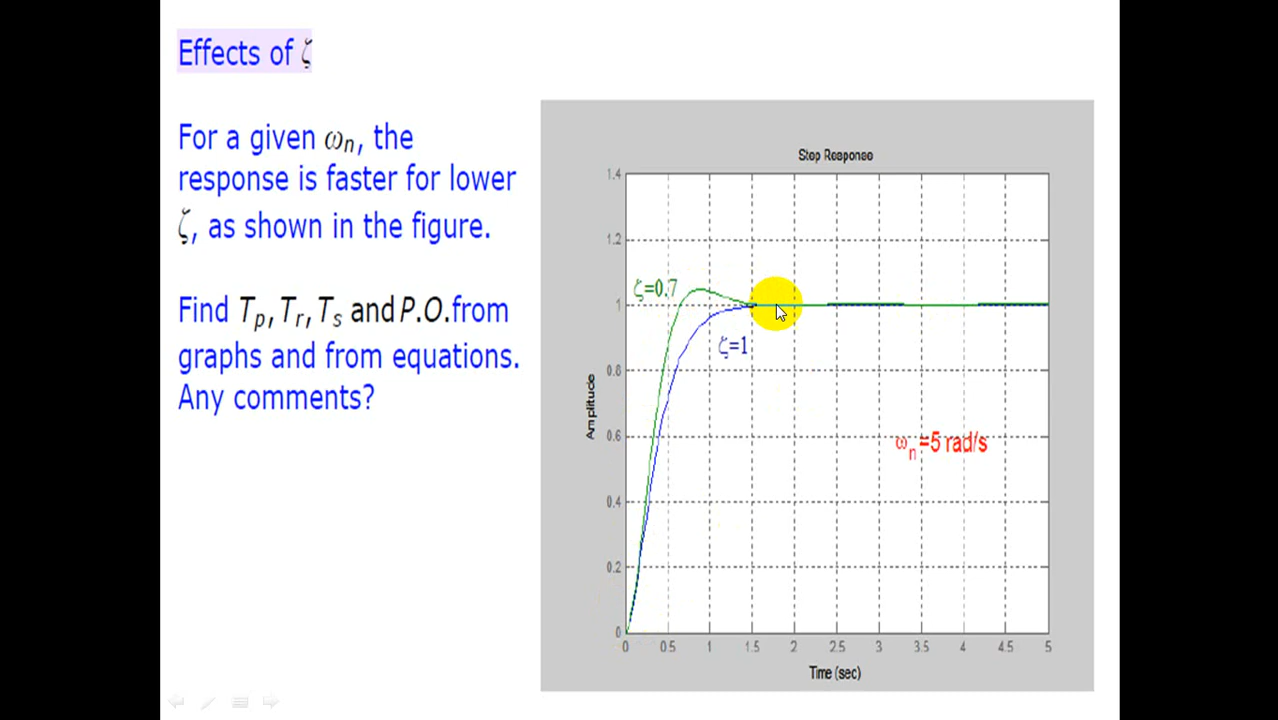 Effects of ζ
For a given ωn, the
response is faster for lower
ζ, as shown in the figure.
Find Tp,Tr,Ts and P.O.from
graphs and from equations.
Any comments?
Step Response
1.4
1.2
1
0.8
0.6
0.4
0.2
0
Amplitude
ζ=0.7
ζ=1
ωn=5 rad/s
0 0.5 1 1.5 2 2.5 3 3.5 4 4.5 5
Time (sec)